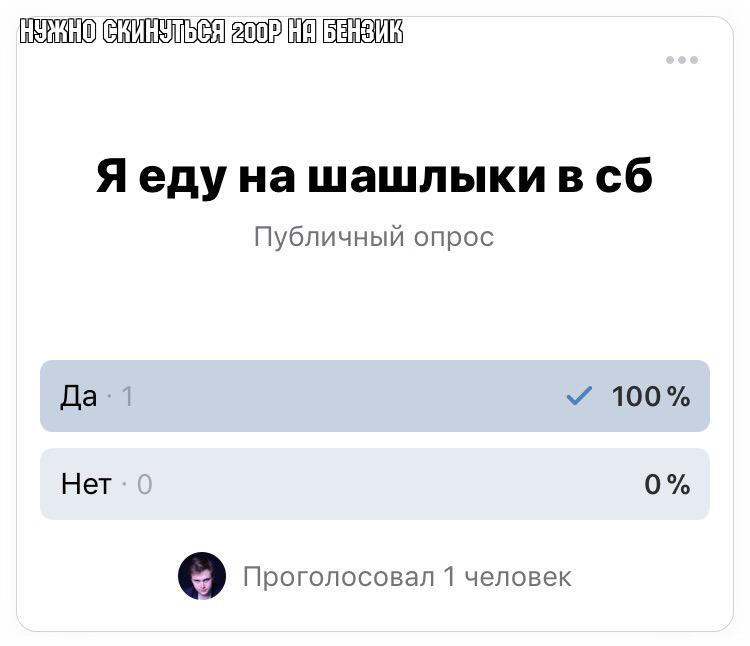 НУЖНО СКИНУТЬСЯ 200Р НА БЕНЗИК
Я еду на шашлыки в сб
Публичный опрос
Да · 1 100 %
Нет · 0 0 %
Проголосовал 1 человек